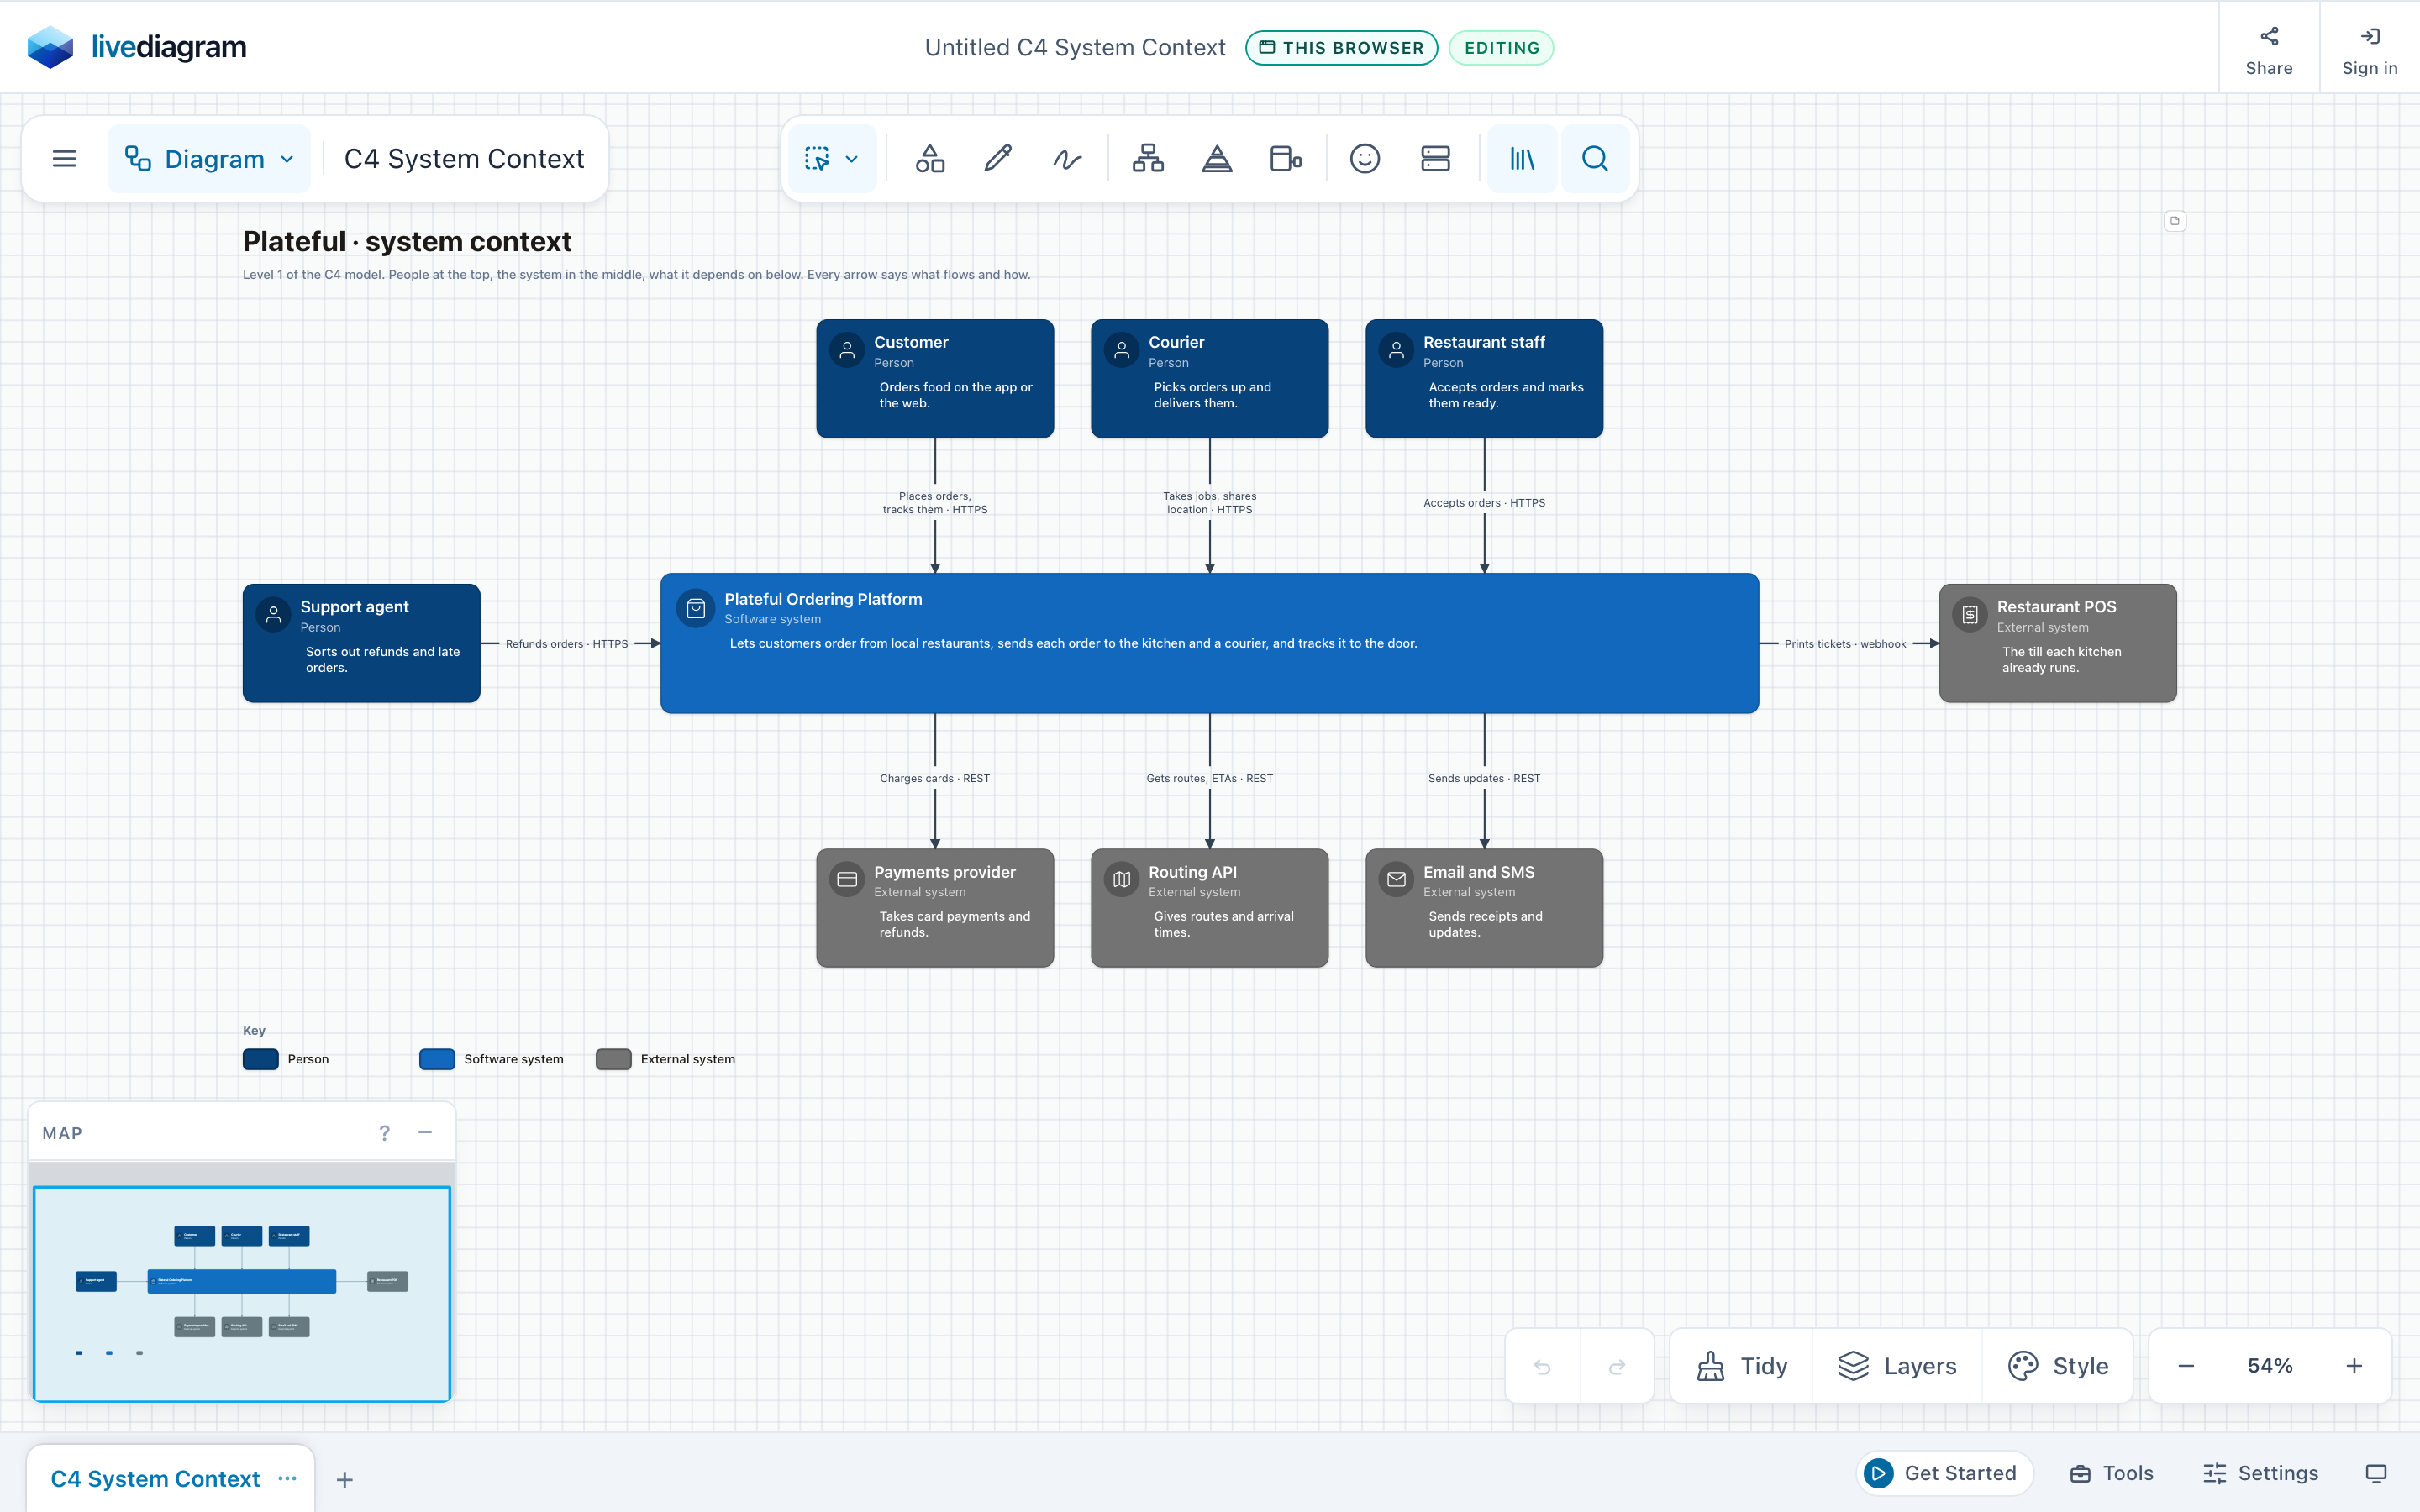 livediagram
Untitled C4 System Context
THIS BROWSER
EDITING
Share
Sign in
Diagram
C4 System Context
Plateful · system context
Level 1 of the C4 model. People at the top, the system in the middle, what it depends on below. Every arrow says what flows and how.
Customer
Person
Orders food on the app or
the web.
Courier
Person
Picks orders up and
delivers them.
Restaurant staff
Person
Accepts orders and marks
them ready.
Places orders,
tracks them · HTTPS
Takes jobs, shares
location · HTTPS
Accepts orders · HTTPS
Support agent
Person
Sorts out refunds and late
orders.
Refunds orders · HTTPS
Plateful Ordering Platform
Software system
Lets customers order from local restaurants, sends each order to the kitchen and a courier, and tracks it to the door.
Prints tickets · webhook
Restaurant POS
External system
The till each kitchen
already runs.
Charges cards · REST
Gets routes, ETAs · REST
Sends updates · REST
Payments provider
External system
Takes card payments and
refunds.
Routing API
External system
Gives routes and arrival
times.
Email and SMS
External system
Sends receipts and
updates.
Key
Person
Software system
External system
MAP
?
Tidy
Layers
Style
54%
C4 System Context
Get Started
Tools
Settings